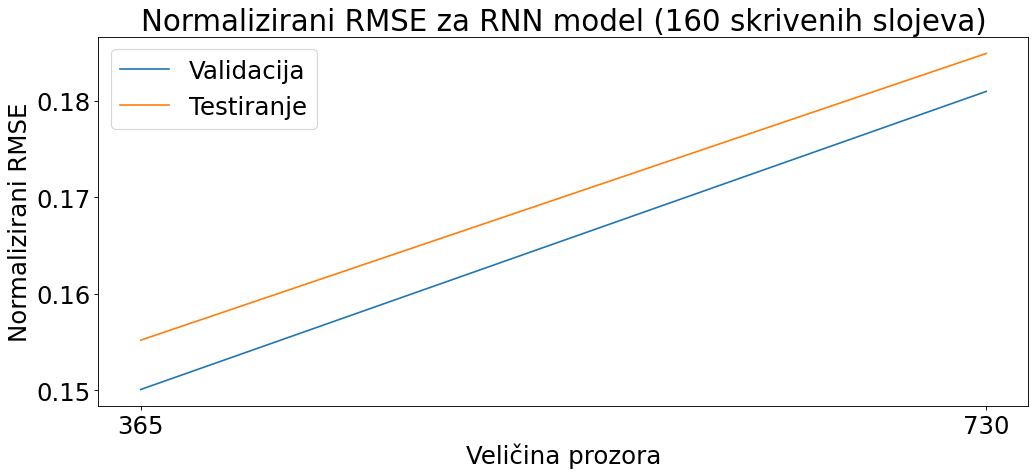 Normalizirani RMSE za RNN model (160 skrivenih slojeva)
Validacija
Testiranje
Normalizirani RMSE
0.18
0.17
0.16
0.15
365
730
Veličina prozora